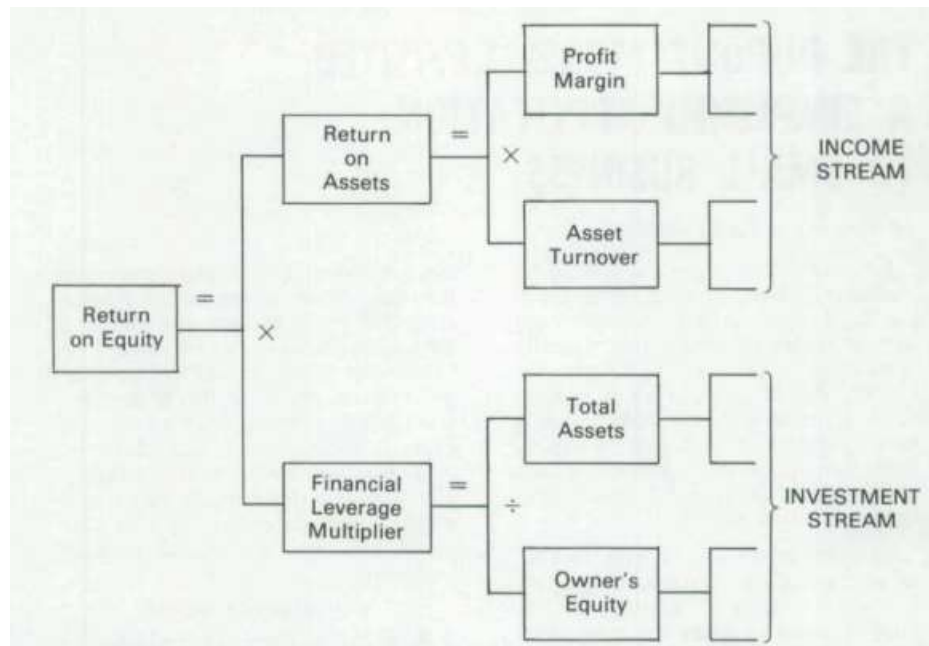 Profit
Margin
=
Return
on
Assets
×
INCOME
STREAM
Asset
Turnover
=
Return
on Equity
×
Total
Assets
=
Financial
Leverage
Multiplier
÷
INVESTMENT
STREAM
Owner's
Equity